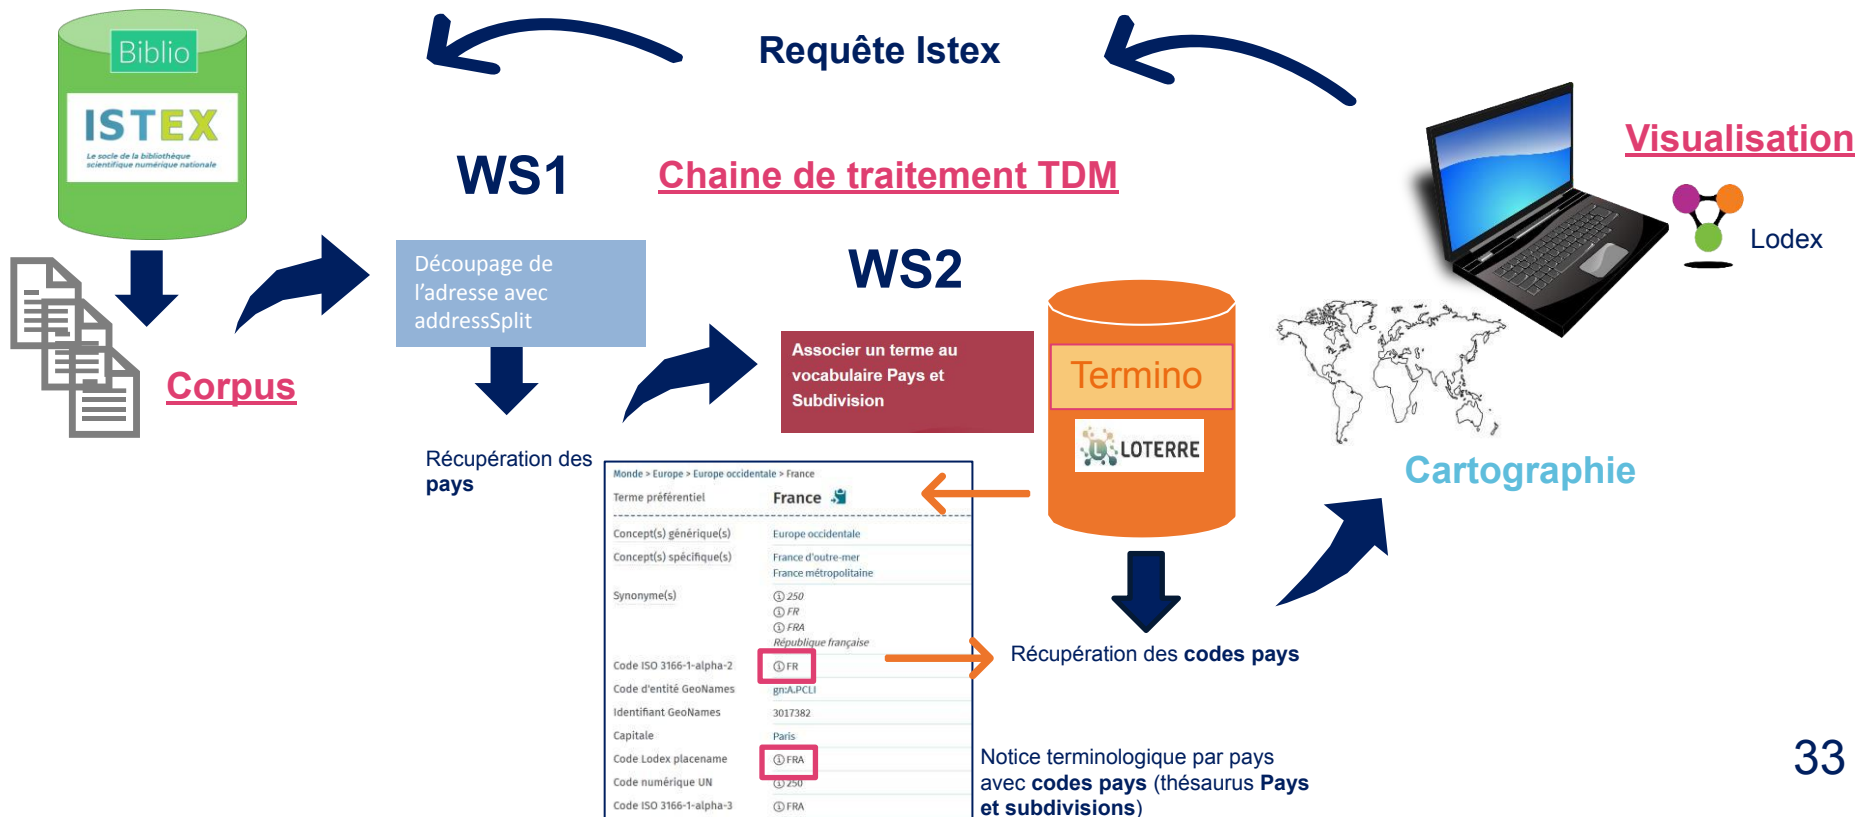 Biblio
ISTEX
Le socle de la bibliothèque
scientifique numérique nationale
Requête Istex
WS1
Chaine de traitement TDM
Visualisation
Lodex
Découpage de
l'adresse avec
addressSplit
WS2
Corpus
Associer un terme au
vocabulaire Pays et
Subdivision
Termino
LOTERRE
Cartographie
Récupération des
pays
Monde > Europe > Europe occidentale > France
Terme préférentiel France
Concept(s) générique(s) Europe occidentale
Concept(s) spécifique(s) France d'outre-mer
France métropolitaine
Synonyme(s) 250
FR
FRA
République française
Code ISO 3166-1-alpha-2 FR
Code d'entité GeoNames gn:A.PCLI
Identifiant GeoNames 3017382
Capitale Paris
Code Lodex placename FRA
Code numérique UN 250
Code ISO 3166-1-alpha-3 FRA
Récupération des codes pays
Notice terminologique par pays
avec codes pays (thésaurus Pays
et subdivisions)
33